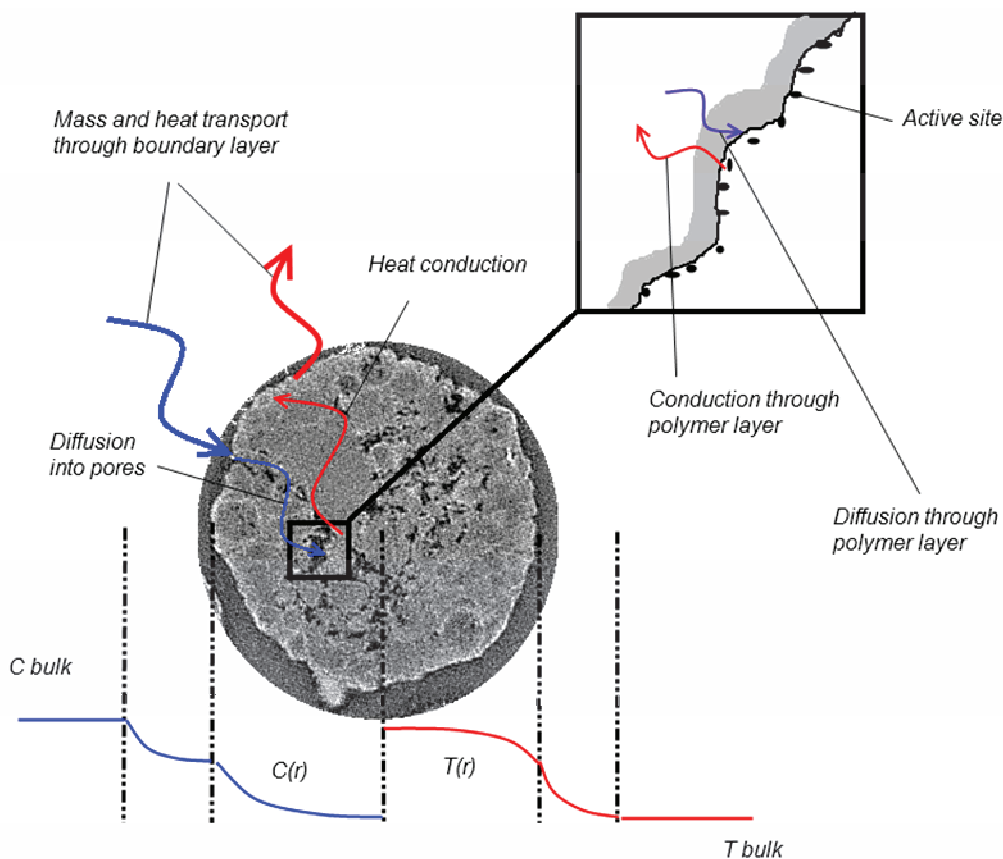 Mass and heat transport
through boundary layer
Active site
Heat conduction
Conduction through
polymer layer
Diffusion
into pores
Diffusion through
polymer layer
C bulk
C(r)
T(r)
T bulk